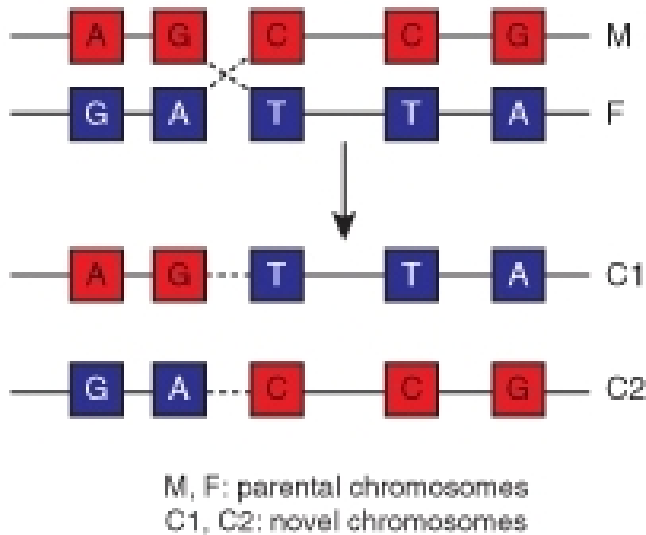 A G C C G M
G A T T A F
A G T T A C1
G A C C G C2
M, F: parental chromosomes
C1, C2: novel chromosomes